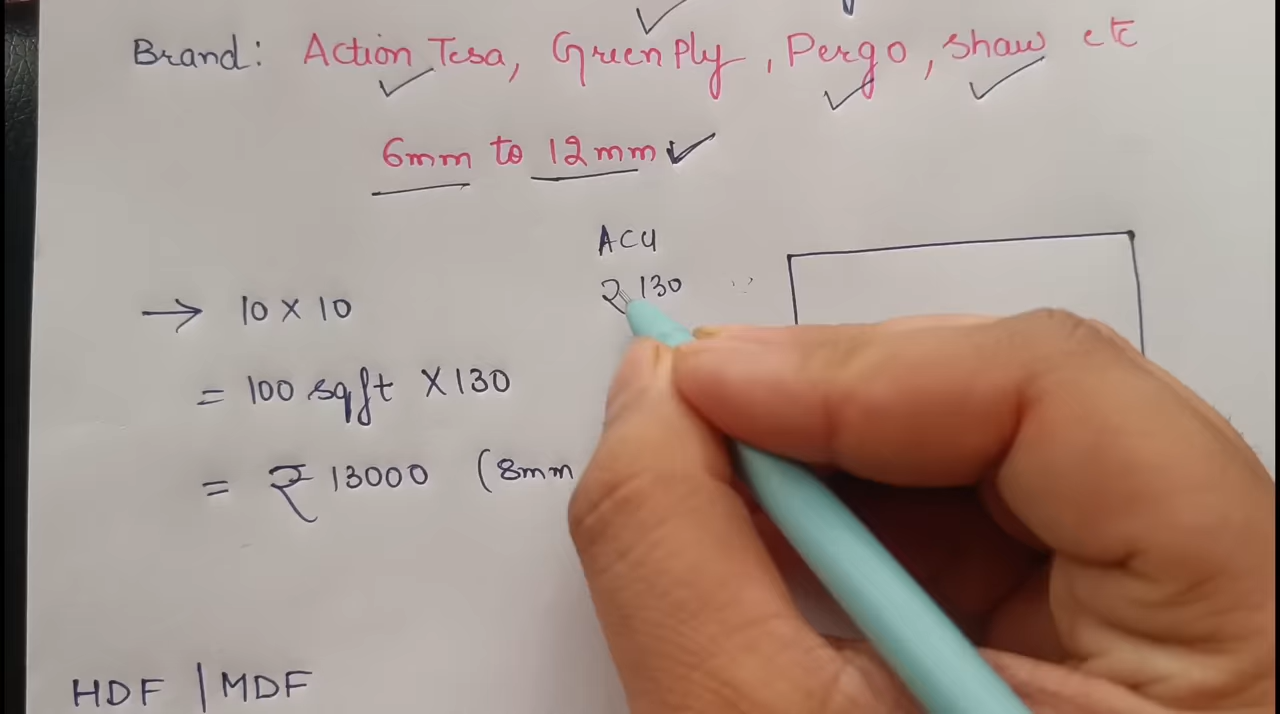 Brand: Action Tesa, GreenPly, Pergo, Shaw etc
6mm to 12mm
AC4
₹ 130
→ 10 × 10
= 100 sqft × 130
= ₹ 13000 (8mm
HDF | MDF